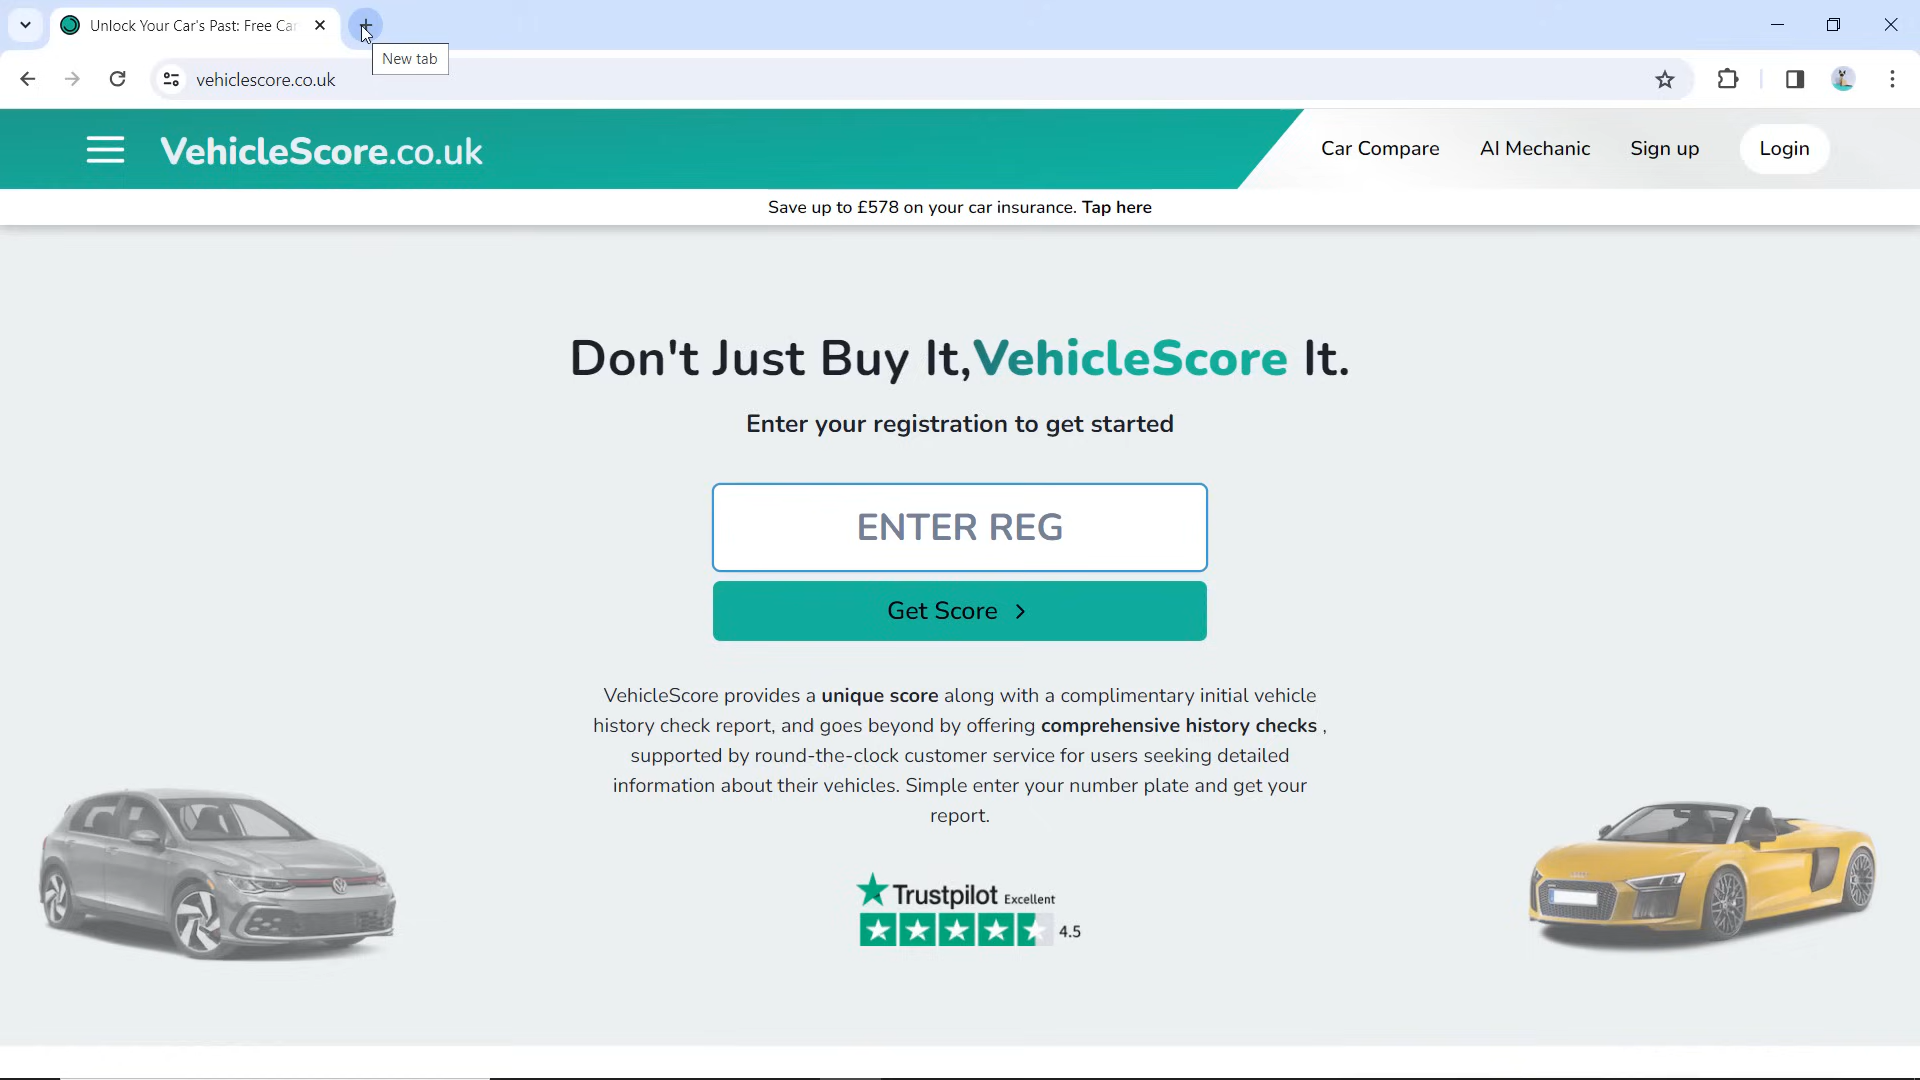 Unlock Your Car's Past: Free Car
New tab
vehiclescore.co.uk
VehicleScore.co.uk
Car Compare
AI Mechanic
Sign up
Login
Save up to £578 on your car insurance. Tap here
Don't Just Buy It,VehicleScore It.
Enter your registration to get started
ENTER REG
Get Score
VehicleScore provides a unique score along with a complimentary initial vehicle
history check report, and goes beyond by offering comprehensive history checks ,
supported by round-the-clock customer service for users seeking detailed
information about their vehicles. Simple enter your number plate and get your
report.
Trustpilot Excellent
4.5